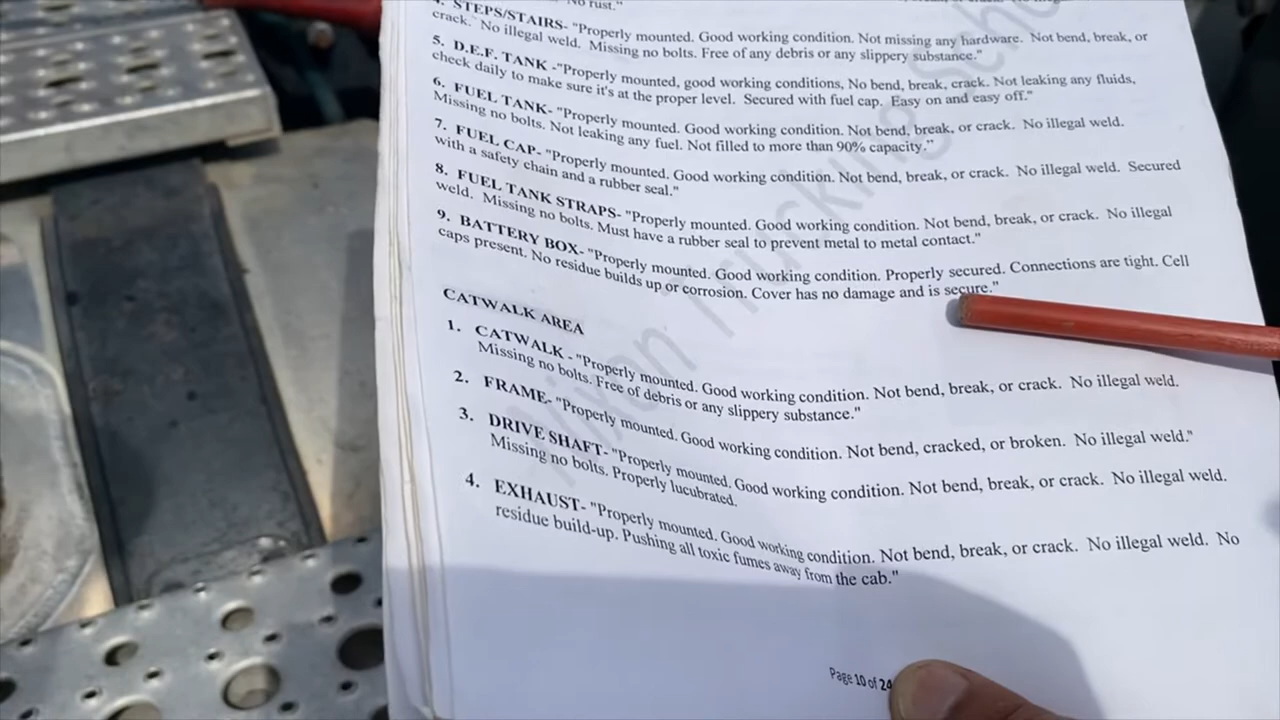 No rust."
4. STEPS/STAIRS- "Properly mounted. Good working condition. Not missing any hardware. Not bend, break, or
crack. No illegal weld. Missing no bolts. Free of any debris or any slippery substance."
5. D.E.F. TANK -"Properly mounted, good working conditions, No bend, break, crack. Not leaking any fluids,
check daily to make sure it's at the proper level. Secured with fuel cap. Easy on and easy off."
6. FUEL TANK- "Properly mounted. Good working condition. Not bend, break, or crack. No illegal weld.
Missing no bolts. Not leaking any fuel. Not filled to more than 90% capacity."
7. FUEL CAP- "Properly mounted. Good working condition. Not bend, break, or crack. No illegal weld. Secured
with a safety chain and a rubber seal."
8. FUEL TANK STRAPS- "Properly mounted. Good working condition. Not bend, break, or crack. No illegal
weld. Missing no bolts. Must have a rubber seal to prevent metal to metal contact."
9. BATTERY BOX- "Properly mounted. Good working condition. Properly secured. Connections are tight. Cell
caps present. No residue builds up or corrosion. Cover has no damage and is secure."
CATWALK AREA
1. CATWALK - "Properly mounted. Good working condition. Not bend, break, or crack. No illegal weld.
Missing no bolts. Free of debris or any slippery substance."
2. FRAME- "Properly mounted. Good working condition. Not bend, cracked, or broken. No illegal weld."
3. DRIVE SHAFT- "Properly mounted. Good working condition. Not bend, break, or crack. No illegal weld.
Missing no bolts. Properly lucubrated.
4. EXHAUST- "Properly mounted. Good working condition. Not bend, break, or crack. No illegal weld. No
residue build-up. Pushing all toxic fumes away from the cab."
Page 10 of 24
Trucking